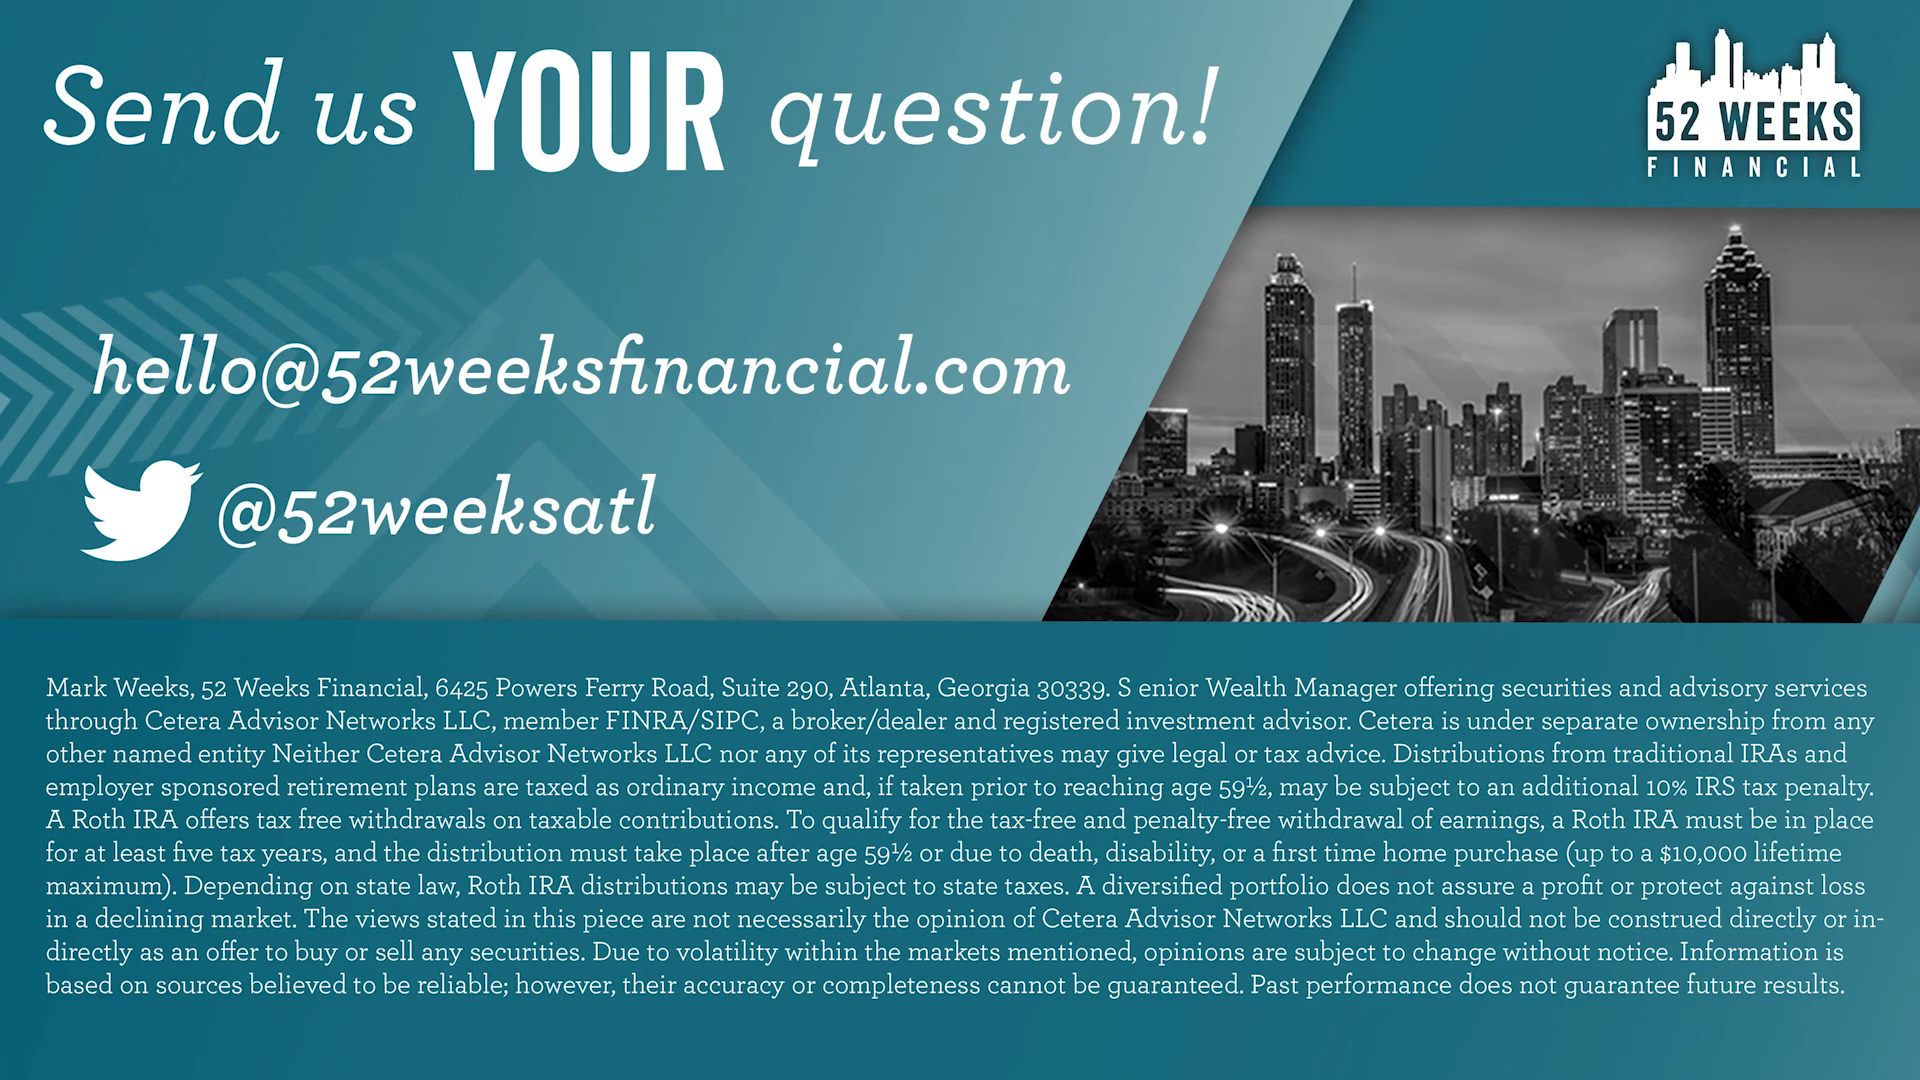 Send us YOUR question!
52 WEEKS
FINANCIAL
hello@52weeksfinancial.com
@52weeksatl
Mark Weeks, 52 Weeks Financial, 6425 Powers Ferry Road, Suite 290, Atlanta, Georgia 30339. S enior Wealth Manager offering securities and advisory services
through Cetera Advisor Networks LLC, member FINRA/SIPC, a broker/dealer and registered investment advisor. Cetera is under separate ownership from any
other named entity Neither Cetera Advisor Networks LLC nor any of its representatives may give legal or tax advice. Distributions from traditional IRAs and
employer sponsored retirement plans are taxed as ordinary income and, if taken prior to reaching age 59½, may be subject to an additional 10% IRS tax penalty.
A Roth IRA offers tax free withdrawals on taxable contributions. To qualify for the tax-free and penalty-free withdrawal of earnings, a Roth IRA must be in place
for at least five tax years, and the distribution must take place after age 59½ or due to death, disability, or a first time home purchase (up to a $10,000 lifetime
maximum). Depending on state law, Roth IRA distributions may be subject to state taxes. A diversified portfolio does not assure a profit or protect against loss
in a declining market. The views stated in this piece are not necessarily the opinion of Cetera Advisor Networks LLC and should not be construed directly or in-
directly as an offer to buy or sell any securities. Due to volatility within the markets mentioned, opinions are subject to change without notice. Information is
based on sources believed to be reliable; however, their accuracy or completeness cannot be guaranteed. Past performance does not guarantee future results.